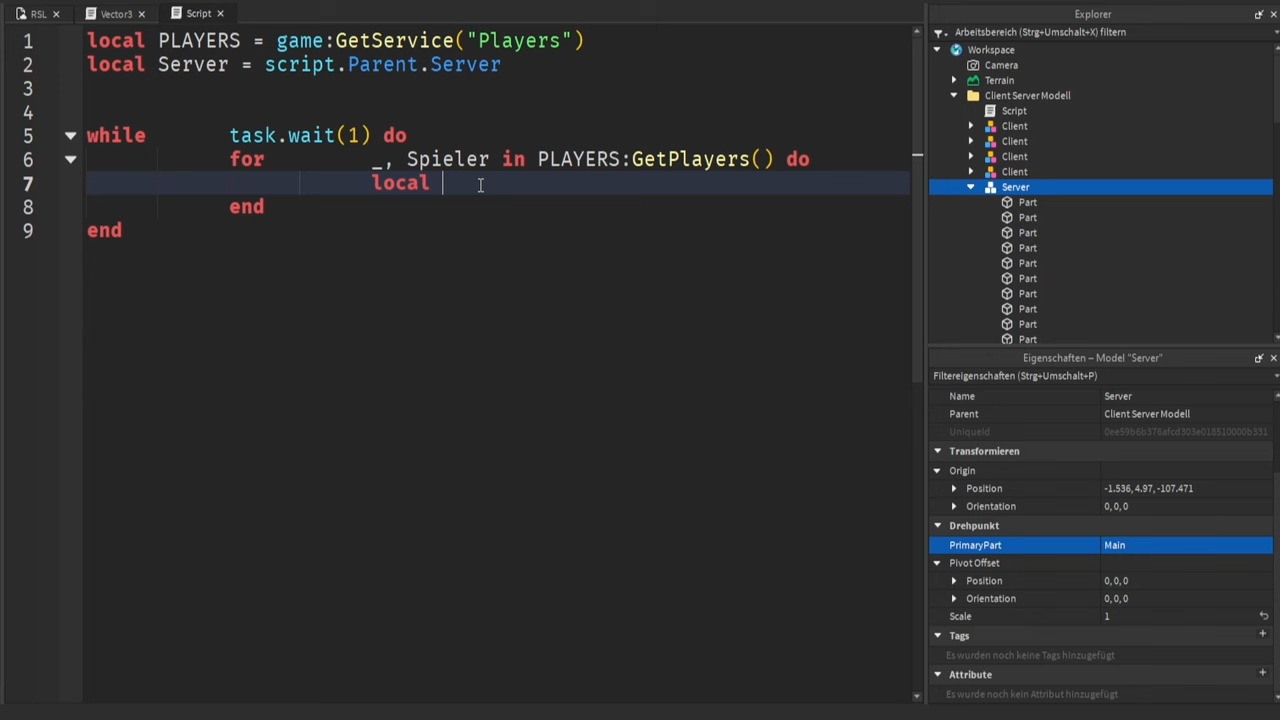 RSL
Vector3
Script
1 local PLAYERS = game:GetService("Players")
2 local Server = script.Parent.Server
3
4
5 while task.wait(1) do
6 for _, Spieler in PLAYERS:GetPlayers() do
7 local
8 end
9 end
Explorer
Arbeitsbereich (Strg+Umschalt+X) filtern
Workspace
Camera
Terrain
Client Server Modell
Script
Client
Client
Client
Client
Server
Part
Part
Part
Part
Part
Part
Part
Part
Part
Part
Eigenschaften – Model "Server"
Filtereigenschaften (Strg+Umschalt+P)
Name Server
Parent Client Server Modell
UniqueId 0ee59b6b376afcd303e018510000b331
Transformieren
Origin
Position -1.536, 4.97, -107.471
Orientation 0, 0, 0
Drehpunkt
PrimaryPart Main
Pivot Offset
Position 0, 0, 0
Orientation 0, 0, 0
Scale 1
Tags
Es wurden noch keine Tags hinzugefügt
Attribute
Es wurde noch kein Attribut hinzugefügt